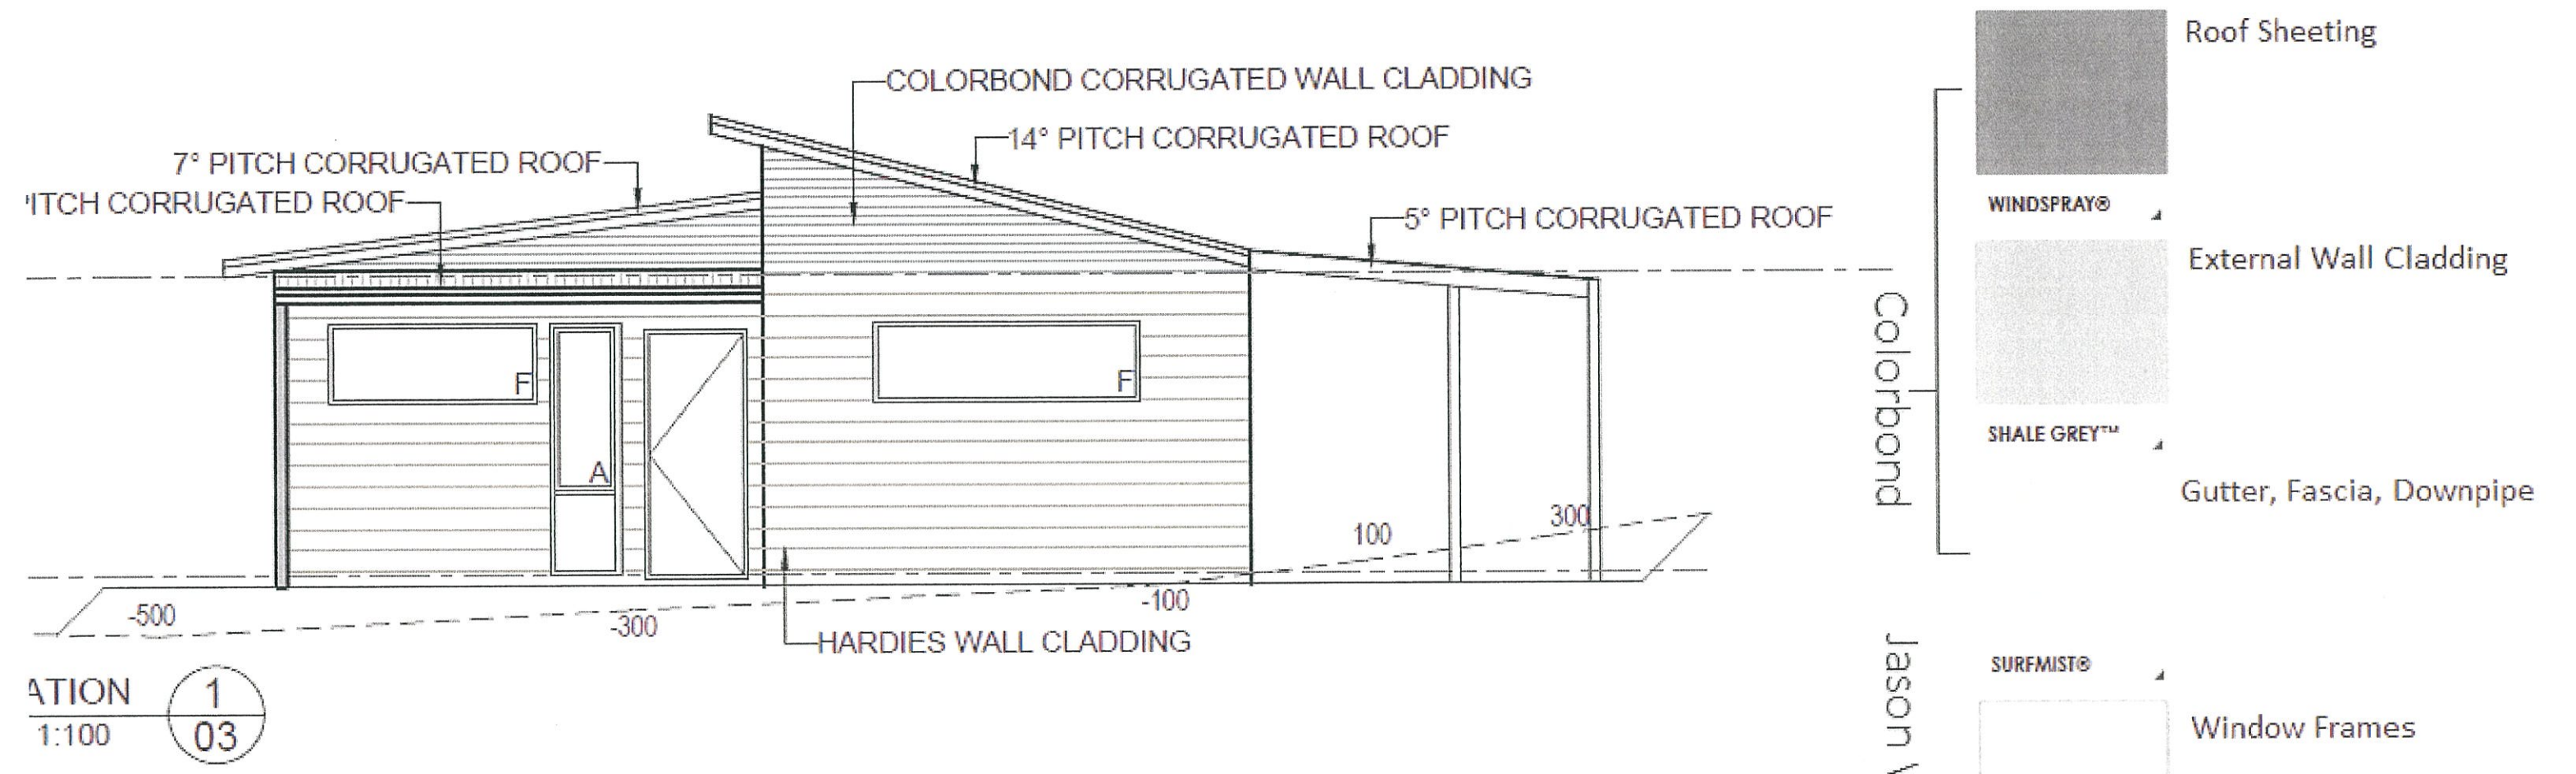 COLORBOND CORRUGATED WALL CLADDING
14° PITCH CORRUGATED ROOF
7° PITCH CORRUGATED ROOF
PITCH CORRUGATED ROOF
5° PITCH CORRUGATED ROOF
F
A
F
100
300
-500
-300
-100
HARDIES WALL CLADDING
ATION
1:100
1
03
Colorbond
Roof Sheeting
WINDSPRAY®
External Wall Cladding
SHALE GREY™
Gutter, Fascia, Downpipe
SURFMIST®
Jason
Window Frames